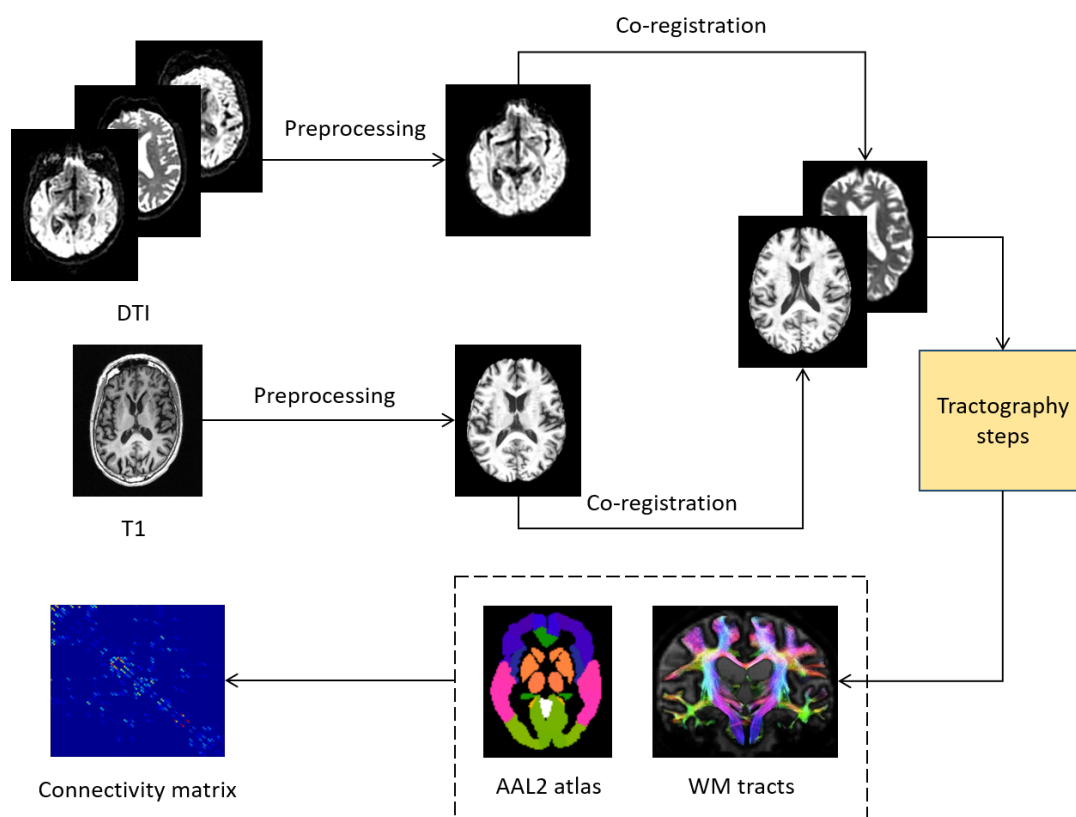 Co-registration
Preprocessing
DTI
Preprocessing
T1
Co-registration
Tractography
steps
Connectivity matrix
AAL2 atlas
WM tracts